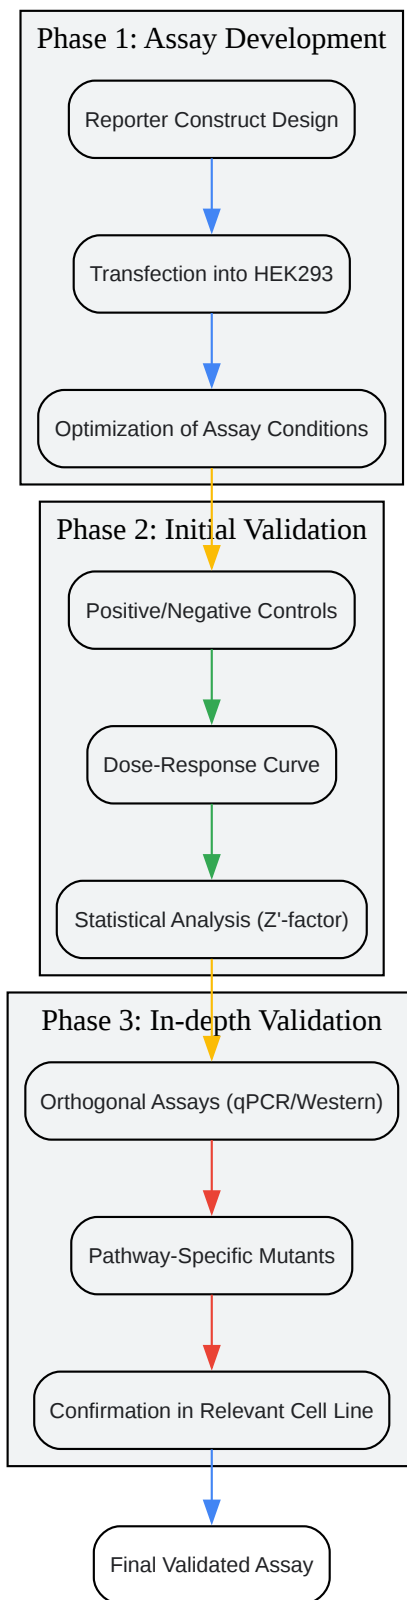 Phase 1: Assay Development
Reporter Construct Design
Transfection into HEK293
Optimization of Assay Conditions
Phase 2: Initial Validation
Positive/Negative Controls
Dose-Response Curve
Statistical Analysis (Z'-factor)
Phase 3: In-depth Validation
Orthogonal Assays (qPCR/Western)
Pathway-Specific Mutants
Confirmation in Relevant Cell Line
Final Validated Assay